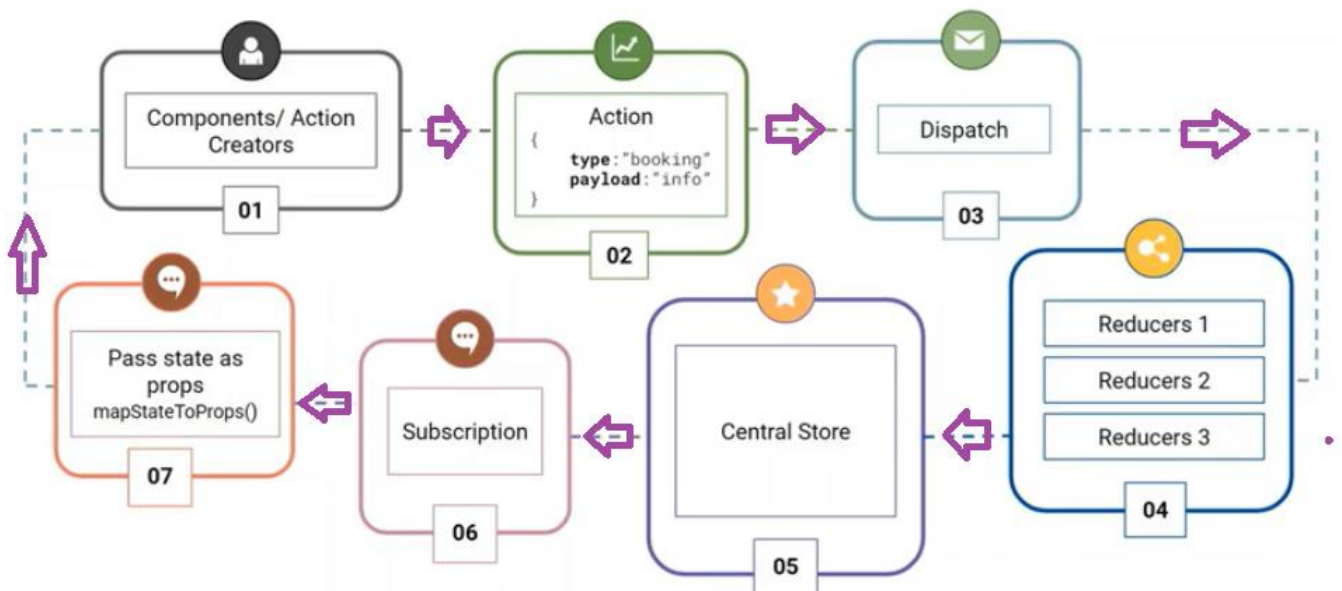 Components/ Action
Creators
01
Action
{
type:"booking"
payload:"info"
}
02
Dispatch
03
Reducers 1
Reducers 2
Reducers 3
04
Central Store
05
Subscription
06
Pass state as
props
mapStateToProps()
07